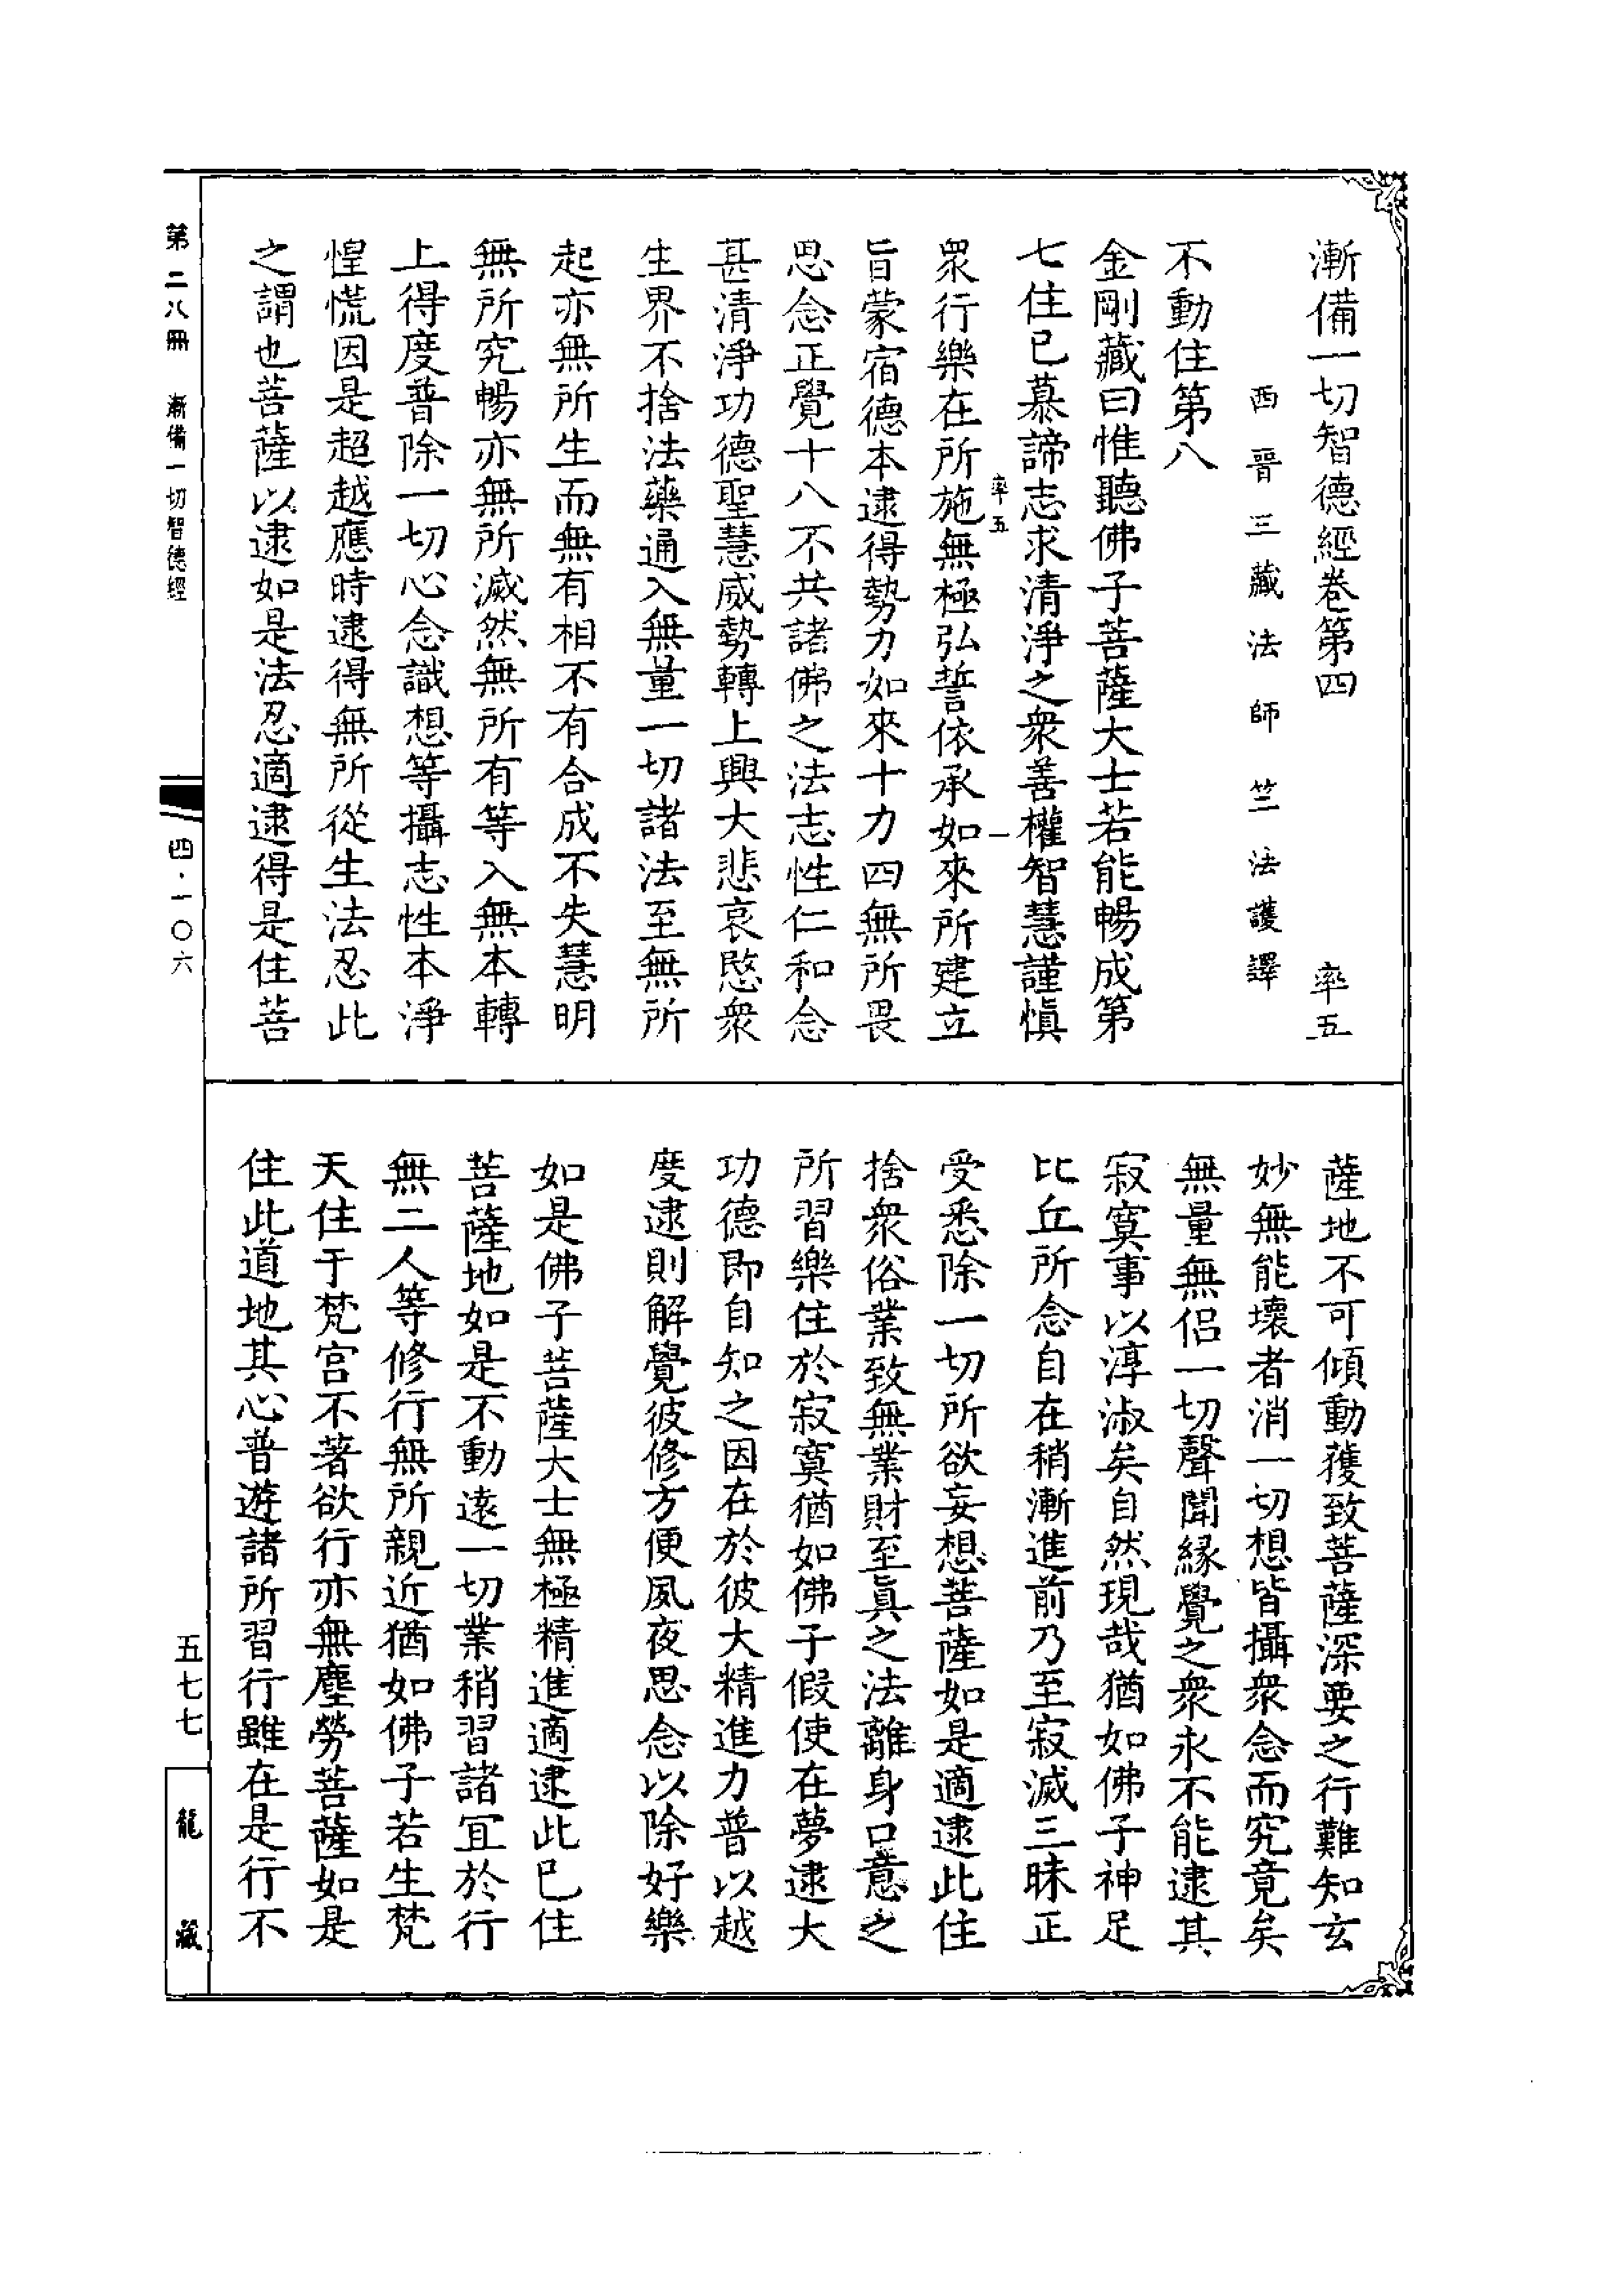 漸備一切智德經卷第四　率五
西晉三藏法師竺法護譯
不動住第八
金剛藏曰惟聽佛子菩薩大士若能暢成第
七住已慕諦志求清淨之衆善權智慧謹慎
率五　一
衆行樂在所施無極弘誓依承如來所建立
旨蒙宿德本逮得勢力如來十力四無所畏
思念正覺十八不共諸佛之法志性仁和念
甚清淨功德聖慧威勢轉上興大悲哀愍衆
生界不捨法藥通入無量一切諸法至無所
起亦無所生而無有相不有合成不失慧明
無所究暢亦無所滅然無所有等入無本轉
上得度普除一切心念識想等攝志性本淨
惶慌因是超越應時逮得無所從生法忍此
之謂也菩薩以逮如是法忍適逮得是住菩
薩地不可傾動獲致菩薩深要之行難知玄
妙無能壞者消一切想皆攝衆念而究竟矣
無量無侣一切聲聞緣覺之衆永不能逮其
寂寞事以淳淑矣自然現哉猶如佛子神足
比丘所念自在稍漸進前乃至寂滅三昧正
受悉除一切所欲妄想菩薩如是適逮此住
捨衆俗業致無業財至眞之法離身口意之
所習樂住於寂寞猶如佛子假使在夢逮大
功德即自知之因在於彼大精進力普以越
度逮則解覺彼修方便夙夜思念以除好樂
如是佛子菩薩大士無極精進適逮此已住
菩薩地如是不動遠一切業稍習諸冝於行
無二人等修行無所親近猶如佛子若生梵
天住于梵宫不著欲行亦無塵勞菩薩如是
住此道地其心普遊諸所習行雖在是行不
第二八冊　漸備一切智德經
四·一〇六
五七七
龍藏